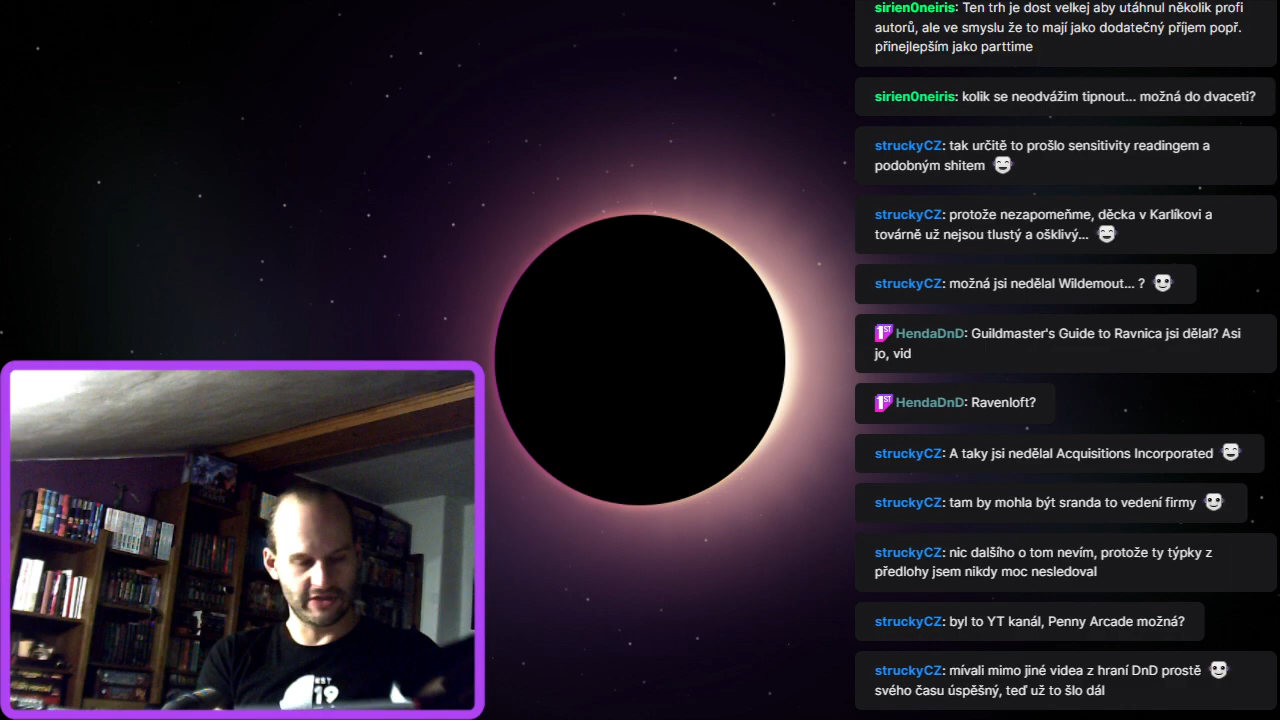 sirien0neiris: Ten trh je dost velkej aby utáhnul několik profi
autorů, ale ve smyslu že to mají jako dodatečný příjem popř.
přinejlepším jako parttime
sirien0neiris: kolik se neodvážim tipnout... možná do dvaceti?
struckyCZ: tak určitě to prošlo sensitivity readingem a
podobným shitem
struckyCZ: protože nezapomeňme, děcka v Karlíkovi a
továrně už nejsou tlustý a ošklivý...
struckyCZ: možná jsi nedělal Wildemout... ?
1ST HendaDnD: Guildmaster's Guide to Ravnica jsi dělal? Asi
jo, vid
1ST HendaDnD: Ravenloft?
struckyCZ: A taky jsi nedělal Acquisitions Incorporated
struckyCZ: tam by mohla být sranda to vedení firmy
struckyCZ: nic dalšího o tom nevím, protože ty týpky z
předlohy jsem nikdy moc nesledoval
struckyCZ: byl to YT kanál, Penny Arcade možná?
struckyCZ: mívali mimo jiné videa z hraní DnD prostě
svého času úspěšný, teď už to šlo dál
19